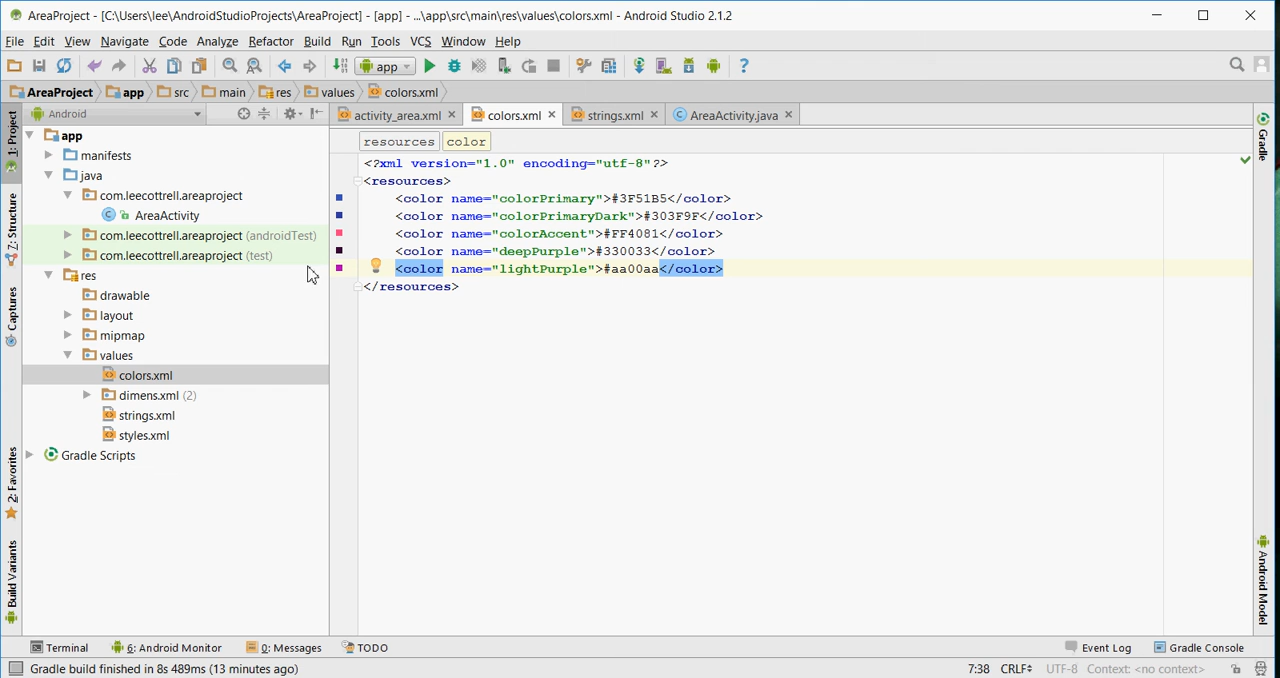 AreaProject - [C:\Users\lee\AndroidStudioProjects\AreaProject] - [app] - ...\app\src\main\res\values\colors.xml - Android Studio 2.1.2
File Edit View Navigate Code Analyze Refactor Build Run Tools VCS Window Help
app
AreaProject app src main res values colors.xml
Android
activity_area.xml colors.xml strings.xml AreaActivity.java
resources color
1: Project
7: Structure
Captures
2: Favorites
Build Variants
app
manifests
java
com.leecottrell.areaproject
AreaActivity
com.leecottrell.areaproject (androidTest)
com.leecottrell.areaproject (test)
res
drawable
layout
mipmap
values
colors.xml
dimens.xml (2)
strings.xml
styles.xml
Gradle Scripts
<?xml version="1.0" encoding="utf-8"?>
<resources>
<color name="colorPrimary">#3F51B5</color>
<color name="colorPrimaryDark">#303F9F</color>
<color name="colorAccent">#FF4081</color>
<color name="deepPurple">#330033</color>
<color name="lightPurple">#aa00aa</color>
</resources>
Gradle
Android Model
Terminal 6: Android Monitor 0: Messages TODO Event Log Gradle Console
Gradle build finished in 8s 489ms (13 minutes ago) 7:38 CRLF UTF-8 Context: <no context>